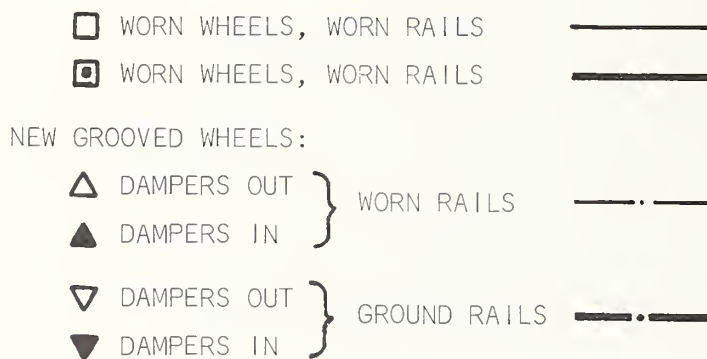 WORN WHEELS, WORN RAILS
WORN WHEELS, WORN RAILS
NEW GROOVED WHEELS:
DAMPERS OUT
WORN RAILS
DAMPERS IN
DAMPERS OUT
GROUND RAILS
DAMPERS IN